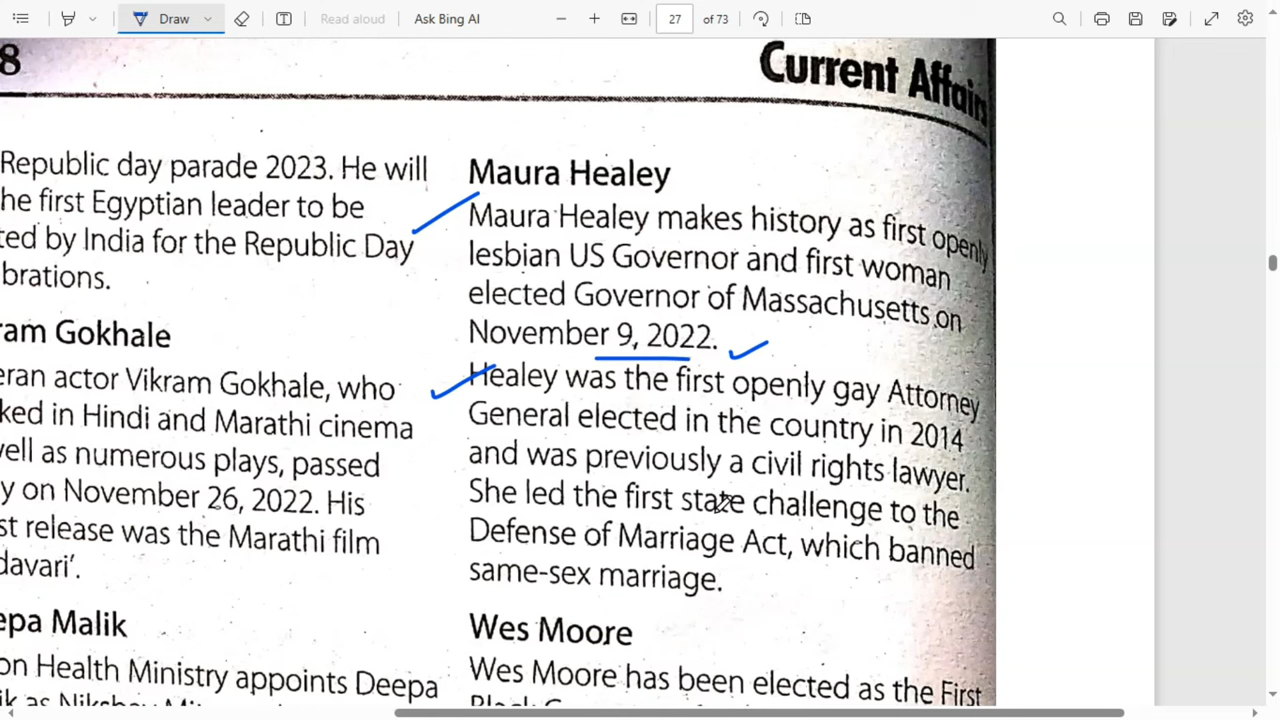 Draw
Read aloud
Ask Bing AI
27
of 73
8
Current Affairs
Republic day parade 2023. He will
he first Egyptian leader to be
ted by India for the Republic Day
brations.
ram Gokhale
eran actor Vikram Gokhale, who
ked in Hindi and Marathi cinema
vell as numerous plays, passed
y on November 26, 2022. His
st release was the Marathi film
davari'.
epa Malik
on Health Ministry appoints Deepa
Maura Healey
Maura Healey makes history as first openly
lesbian US Governor and first woman
elected Governor of Massachusetts on
November 9, 2022.
Healey was the first openly gay Attorney
General elected in the country in 2014
and was previously a civil rights lawyer.
She led the first state challenge to the
Defense of Marriage Act, which banned
same-sex marriage.
Wes Moore
Wes Moore has been elected as the First